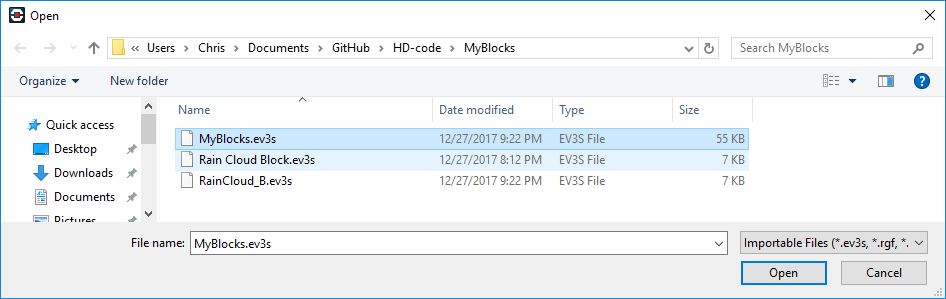 Open
« Users > Chris > Documents > GitHub > HD-code > MyBlocks
Search MyBlocks
Organize
New folder
Name Date modified Type Size
Quick access
Desktop
Downloads
Documents
Pictures
MyBlocks.ev3s 12/27/2017 9:22 PM EV3S File 55 KB
Rain Cloud Block.ev3s 12/27/2017 8:12 PM EV3S File 7 KB
RainCloud_B.ev3s 12/27/2017 9:22 PM EV3S File 7 KB
File name: MyBlocks.ev3s
Importable Files (*.ev3s, *.rgf, *.
Open
Cancel